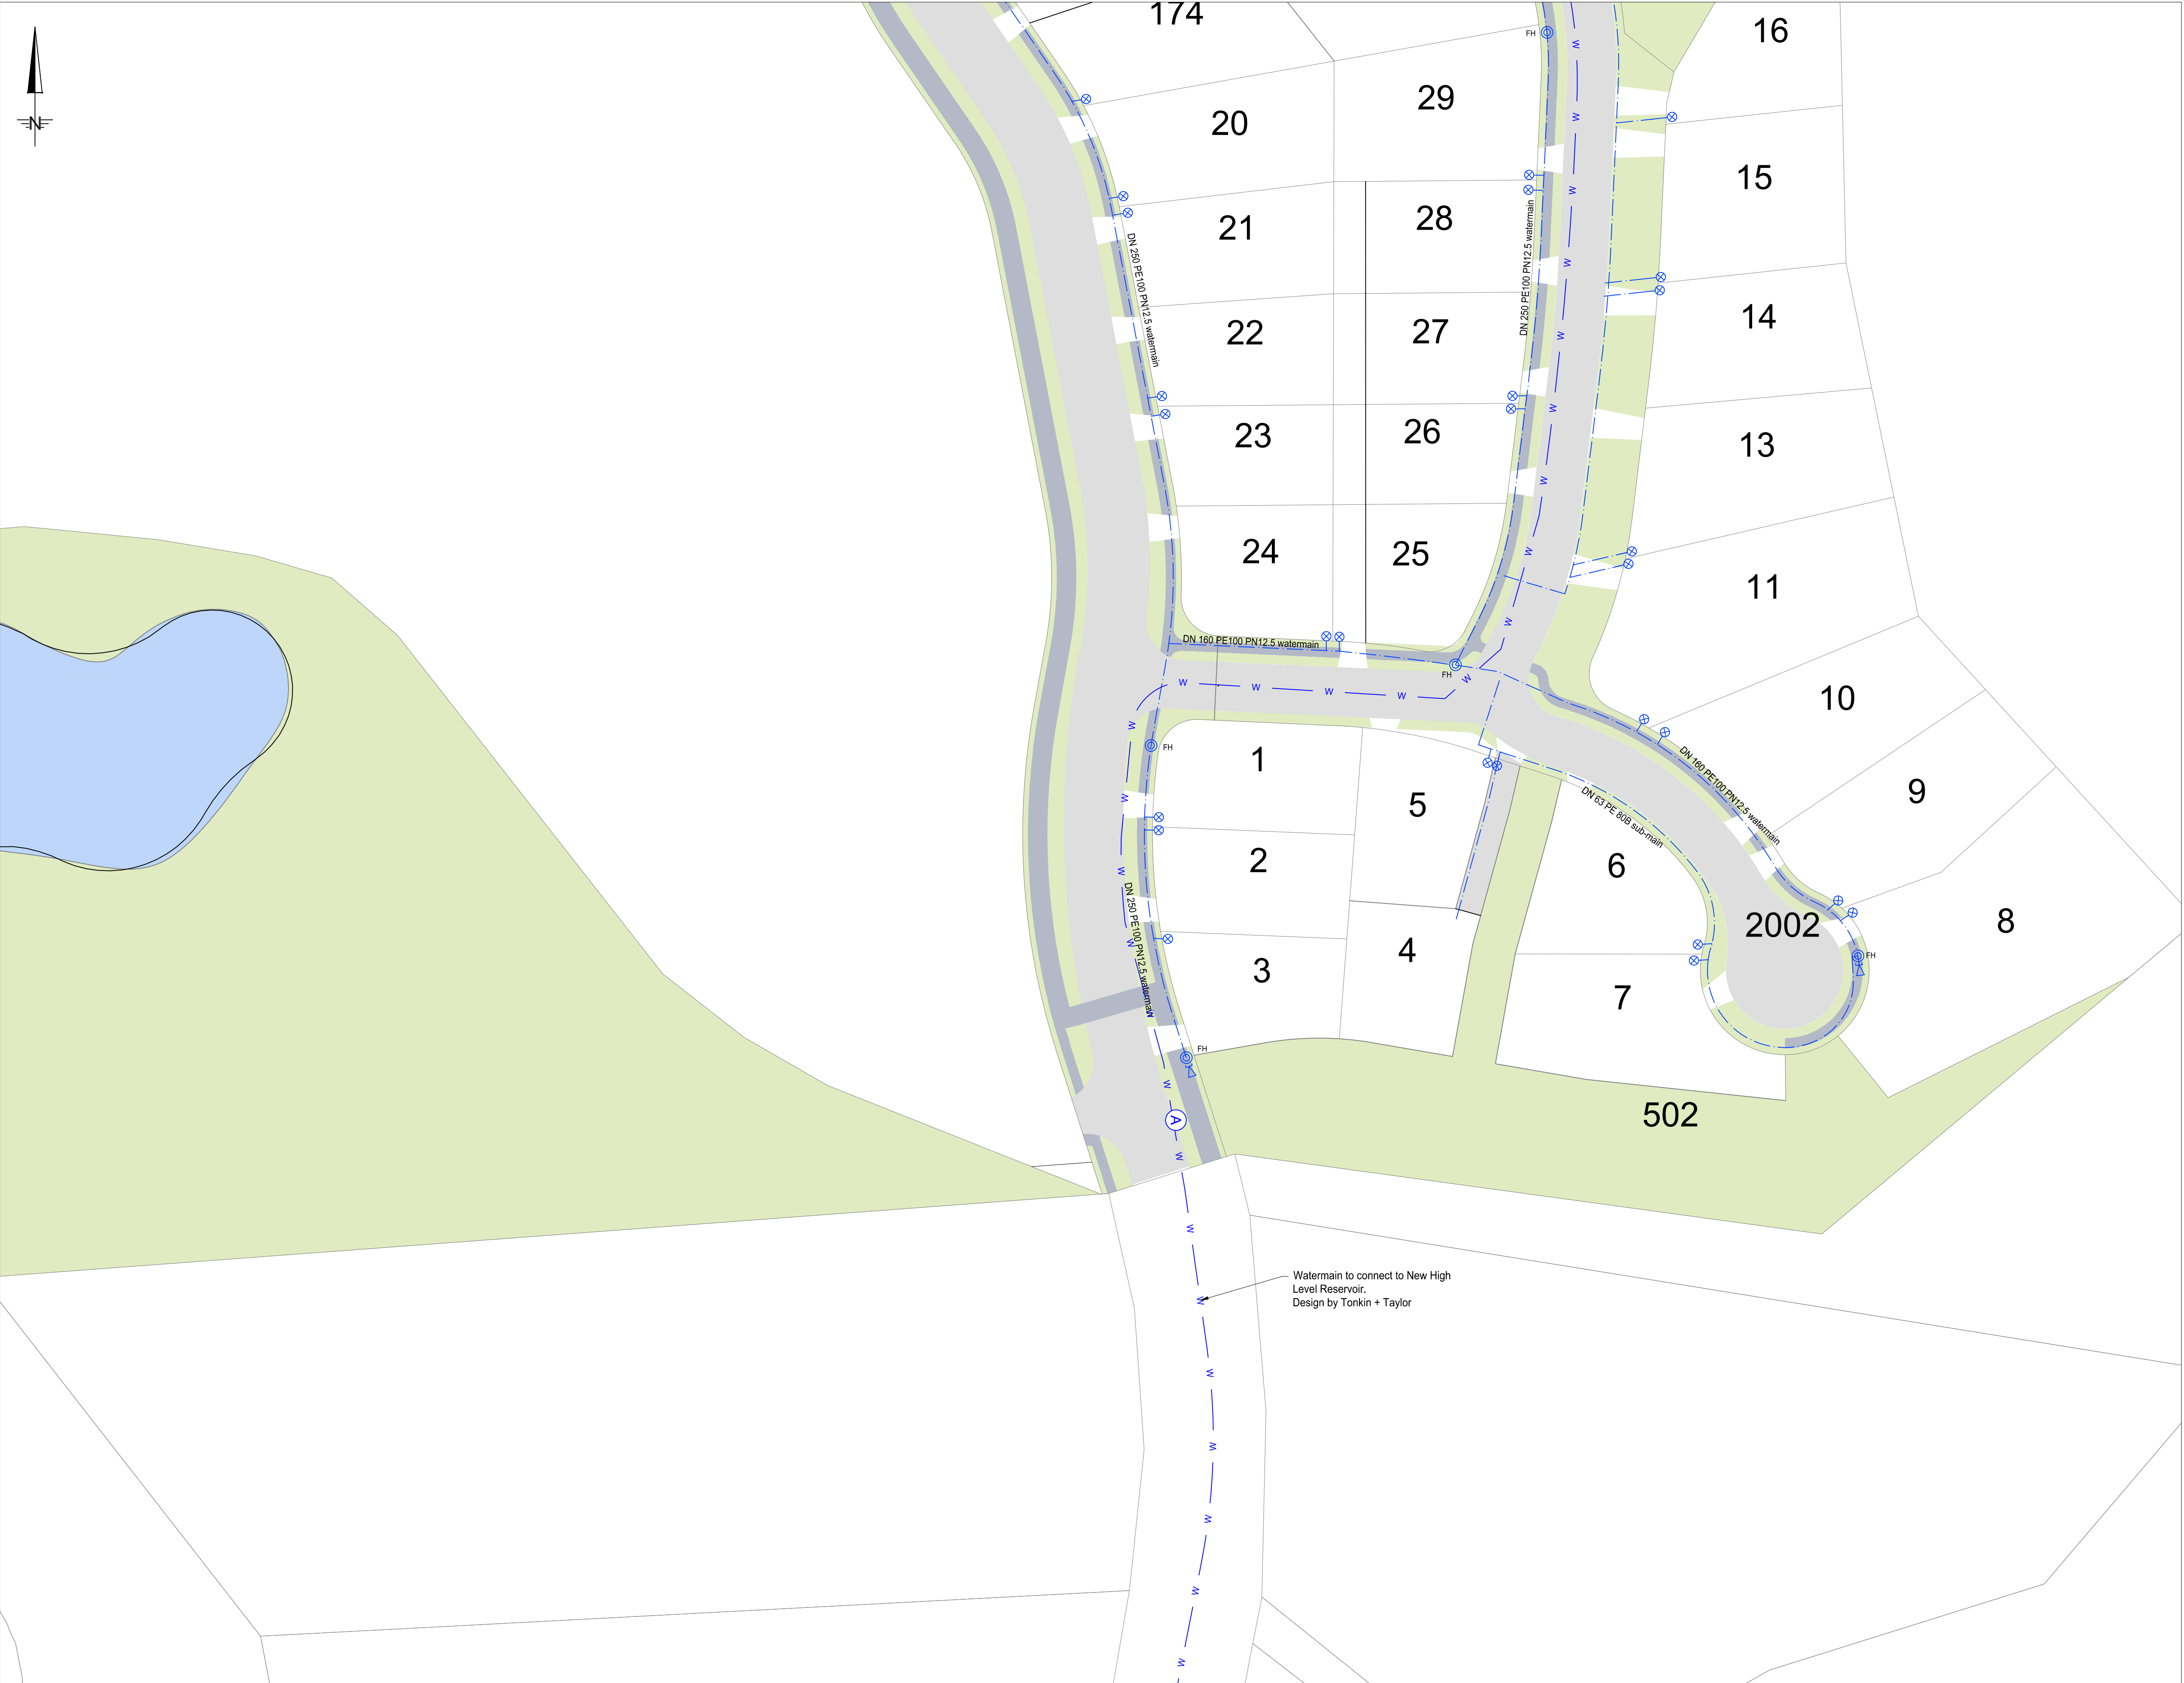 174
16
FH
29
20
15
28
21
DN 250 PE100 PN12.5 watermain
DN 250 PE100 PN12.5 watermain
14
27
22
26
23
13
24
25
11
DN 160 PE100 PN12.5 watermain
FH
10
W
FH
1
DN 160 PE100 PN12.5 watermain
9
5
DN 63 PE 80B sub-main
2
6
DN 250 PE100 PN12.5 watermain
8
2002
4
FH
3
7
FH
A
502
Watermain to connect to New High
Level Reservoir.
Design by Tonkin + Taylor
N